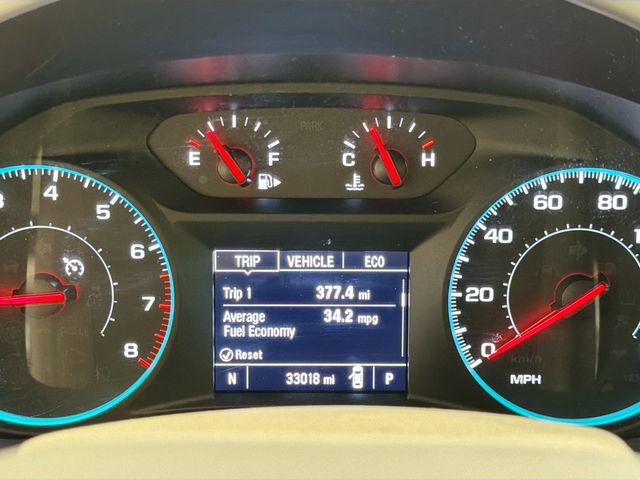 PARK
E F C H
3 4 5 6 7 8
TRIP VEHICLE ECO
Trip 1 377.4 mi
Average 34.2 mpg
Fuel Economy
Reset
N 33018 mi P
0 20 40 60 80
km/h
MPH